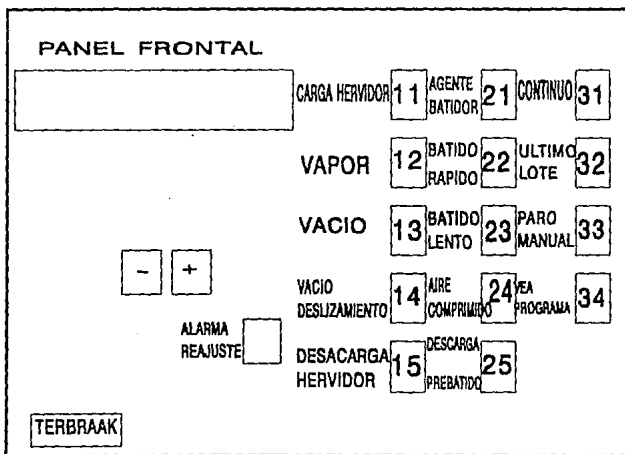 PANEL FRONTAL
CARGA HERVIDOR 11 AGENTE BATIDOR 21 CONTINUO 31
VAPOR 12 BATIDO RAPIDO 22 ULTIMO LOTE 32
VACIO 13 BATIDO LENTO 23 PARO MANUAL 33
- +
VACIO DESLIZAMIENTO 14 AIRE COMPRIMIDO 24 VEA PROGRAMA 34
ALARMA REAJUSTE
DESACARGA HERVIDOR 15 DESCARGA PREBATIDO 25
TERBRAAK